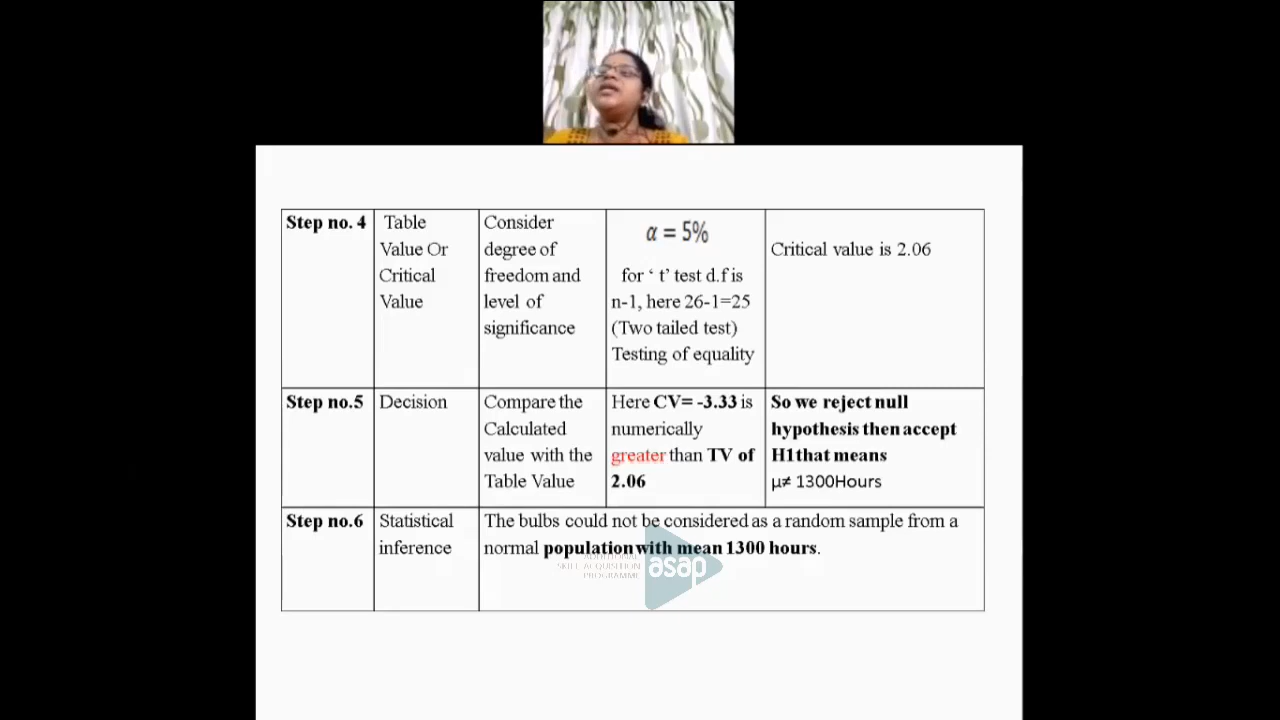 Step no. 4
Table
Value Or
Critical
Value
Consider
degree of
freedom and
level of
significance
α = 5%
for ‘ t’ test d.f is
n-1, here 26-1=25
(Two tailed test)
Testing of equality
Critical value is 2.06
Step no.5
Decision
Compare the
Calculated
value with the
Table Value
Here CV= -3.33 is
numerically
greater than TV of
2.06
So we reject null
hypothesis then accept
H1that means
μ≠ 1300Hours
Step no.6
Statistical
inference
The bulbs could not be considered as a random sample from a
normal population with mean 1300 hours.
ADDITIONAL
SKILL ACQUISITION
PROGRAMME
asap